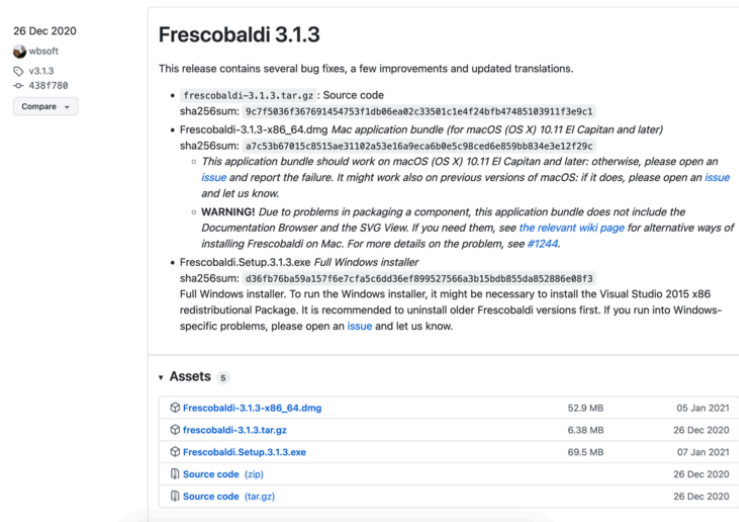 26 Dec 2020
wbsoft
v3.1.3
438f780
Compare
Frescobaldi 3.1.3
This release contains several bug fixes, a few improvements and updated translations.
frescobaldi-3.1.3.tar.gz : Source code
sha256sum: 9c7f5036f367691454753f1db06ea02c33501c1e4f24bfb47485103911f3e9c1
Frescobaldi-3.1.3-x86_64.dmg Mac application bundle (for macOS (OS X) 10.11 El Capitan and later)
sha256sum: a7c53b67015c8515ae31102a53e16a9eca6b0e5c98ced6e859bb834e3e12f29c
This application bundle should work on macOS (OS X) 10.11 El Capitan and later: otherwise, please open an
issue and report the failure. It might work also on previous versions of macOS: if it does, please open an issue
and let us know.
WARNING! Due to problems in packaging a component, this application bundle does not include the
Documentation Browser and the SVG View. If you need them, see the relevant wiki page for alternative ways of
installing Frescobaldi on Mac. For more details on the problem, see #1244.
Frescobaldi.Setup.3.1.3.exe Full Windows installer
sha256sum: d36fb76ba59a157f6e7cfa5c6dd36ef899527566a3b15bdb855da852886e08f3
Full Windows installer. To run the Windows installer, it might be necessary to install the Visual Studio 2015 x86
redistributional Package. It is recommended to uninstall older Frescobaldi versions first. If you run into Windows-
specific problems, please open an issue and let us know.
Assets 5
Frescobaldi-3.1.3-x86_64.dmg 52.9 MB 05 Jan 2021
frescobaldi-3.1.3.tar.gz 6.38 MB 26 Dec 2020
Frescobaldi.Setup.3.1.3.exe 69.5 MB 07 Jan 2021
Source code (zip) 26 Dec 2020
Source code (tar.gz) 26 Dec 2020